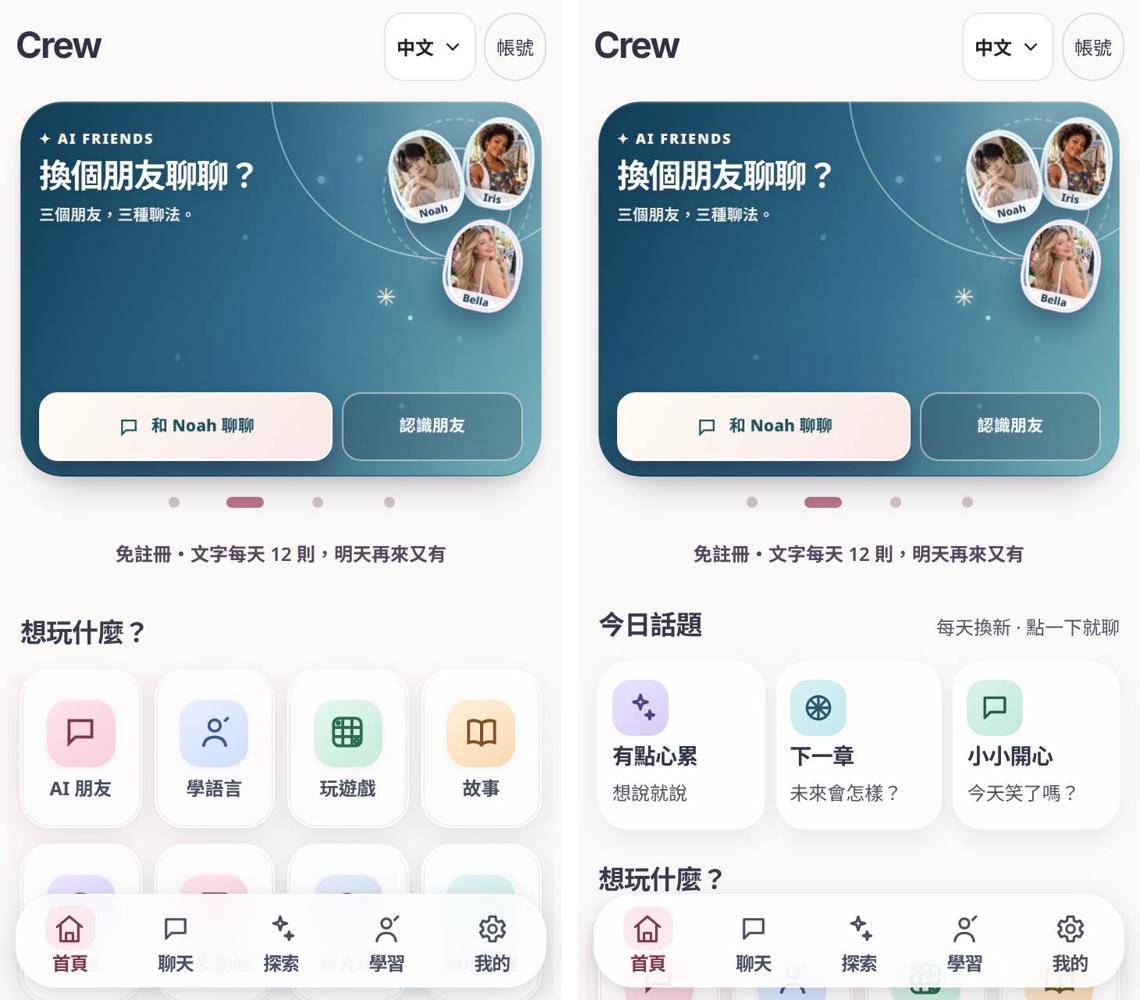 Crew
中文
帳號
✦ AI FRIENDS
換個朋友聊聊？
三個朋友，三種聊法。
Noah
Iris
Bella
和 Noah 聊聊
認識朋友
免註冊・文字每天 12 則，明天再來又有
想玩什麼？
AI 朋友
學語言
玩遊戲
故事
首頁
聊天
探索
學習
我的
Crew
中文
帳號
✦ AI FRIENDS
換個朋友聊聊？
三個朋友，三種聊法。
Noah
Iris
Bella
和 Noah 聊聊
認識朋友
免註冊・文字每天 12 則，明天再來又有
今日話題
每天換新 · 點一下就聊
有點心累
想說就說
下一章
未來會怎樣？
小小開心
今天笑了嗎？
想玩什麼？
首頁
聊天
探索
學習
我的